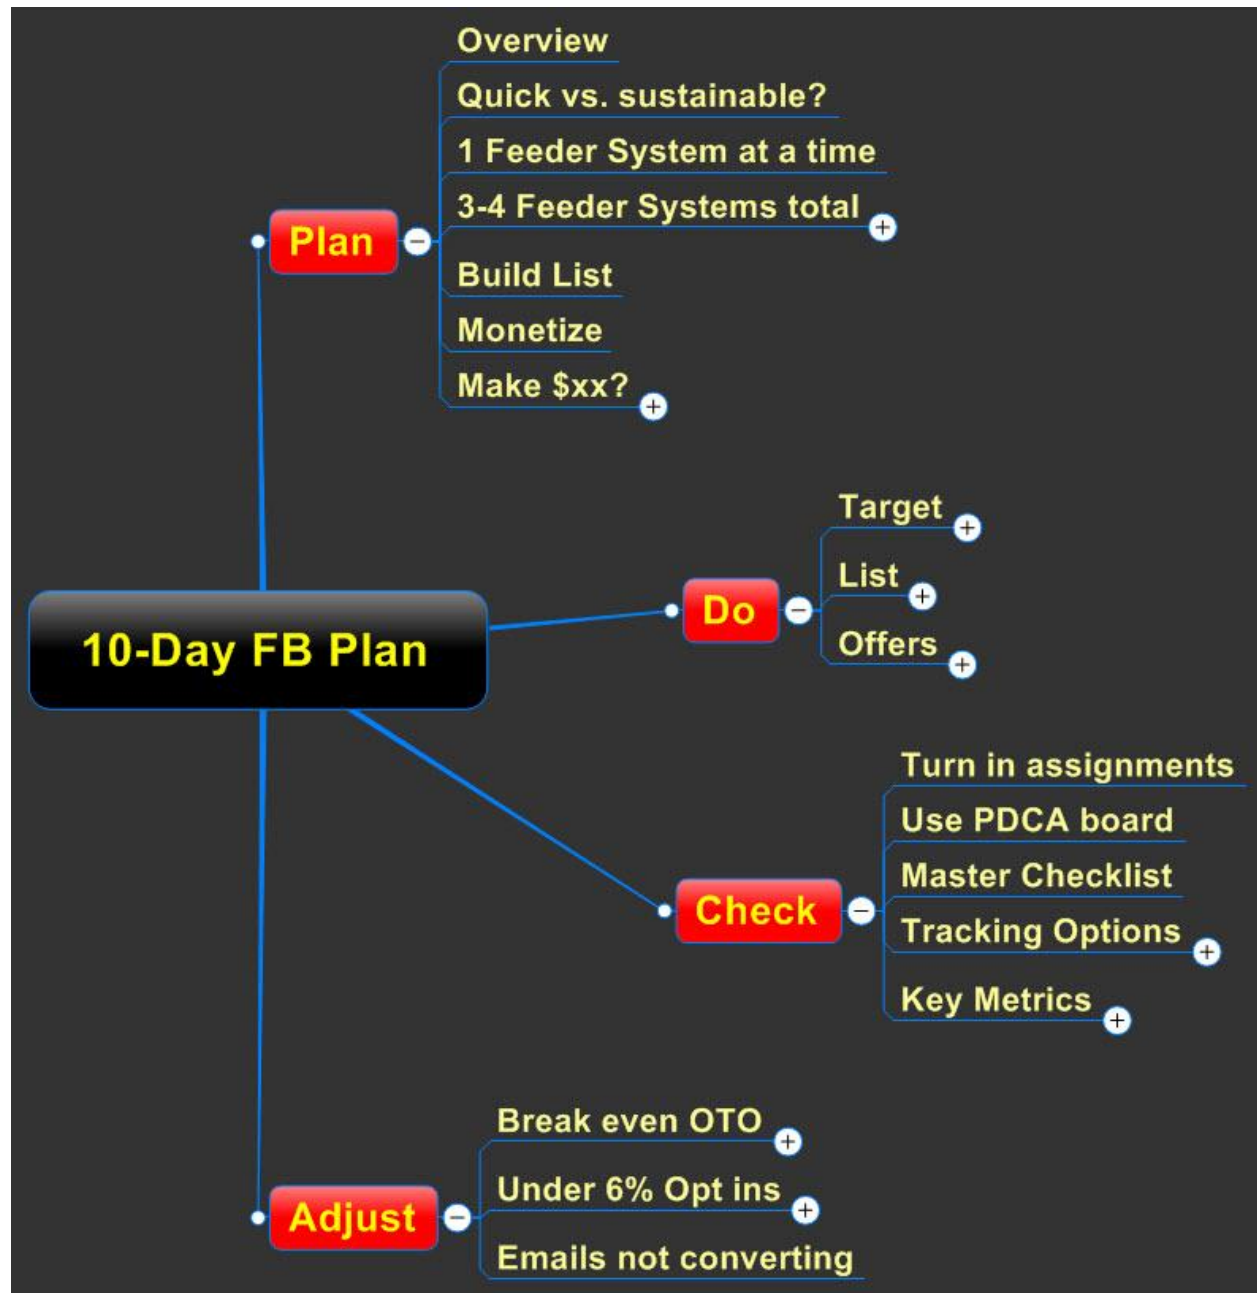 Overview
Quick vs. sustainable?
1 Feeder System at a time
3-4 Feeder Systems total
Plan
Build List
Monetize
Make $xx?
Target
List
Do
Offers
10-Day FB Plan
Turn in assignments
Use PDCA board
Master Checklist
Check
Tracking Options
Key Metrics
Break even OTO
Under 6% Opt ins
Adjust
Emails not converting